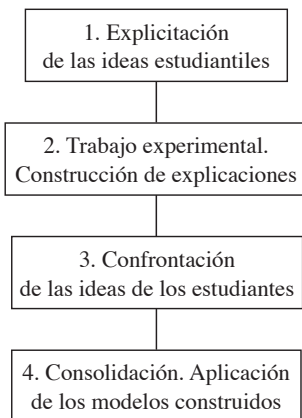 1. Explicitación
de las ideas estudiantiles
2. Trabajo experimental.
Construcción de explicaciones
3. Confrontación
de las ideas de los estudiantes
4. Consolidación. Aplicación
de los modelos construidos